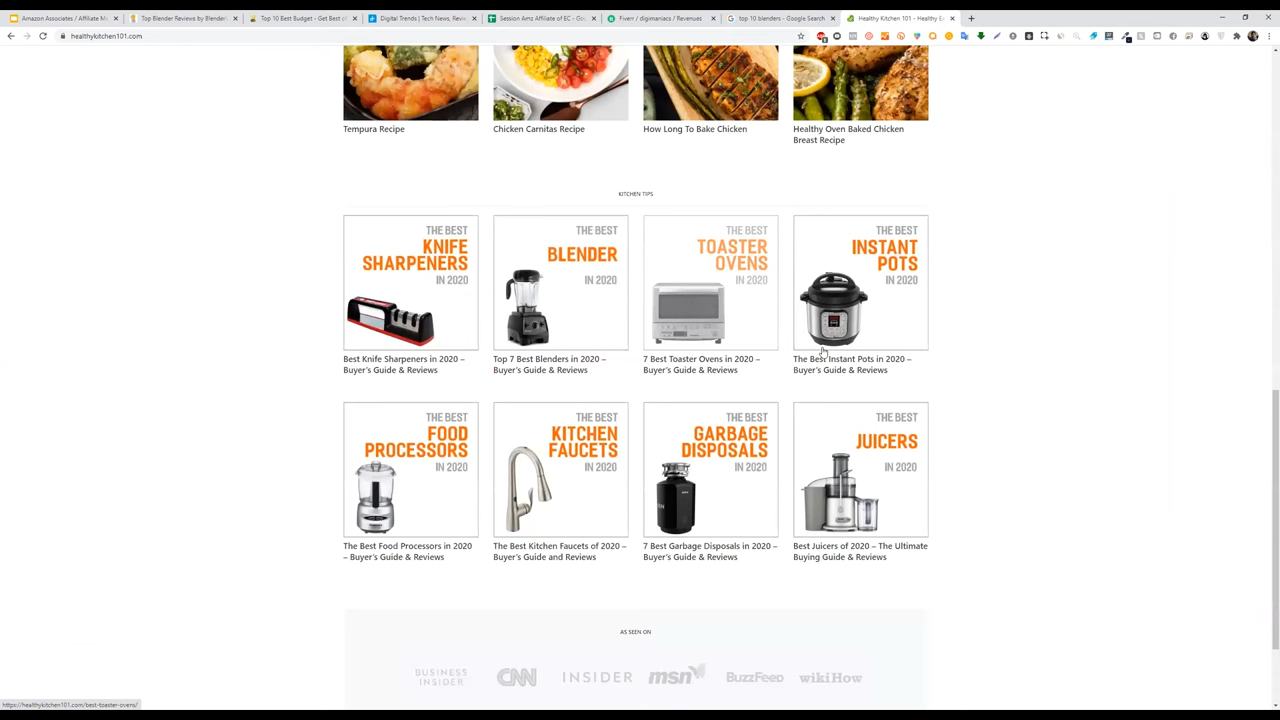 Amazon Associates / Affiliate M
Top Blender Reviews by Blender
Top 10 Best Budget - Get Best of
Digital Trends | Tech News, Revie
Session Amz Affiliate of EC - Go
Fiverr / digimaniacs / Revenues
top 10 blenders - Google Search
Healthy Kitchen 101 - Healthy E
healthykitchen101.com
Tempura Recipe
Chicken Carnitas Recipe
How Long To Bake Chicken
Healthy Oven Baked Chicken
Breast Recipe
KITCHEN TIPS
THE BEST
KNIFE
SHARPENERS
IN 2020
THE BEST
BLENDER
IN 2020
THE BEST
TOASTER
OVENS
IN 2020
THE BEST
INSTANT
POTS
IN 2020
Best Knife Sharpeners in 2020 –
Buyer's Guide & Reviews
Top 7 Best Blenders in 2020 –
Buyer's Guide & Reviews
7 Best Toaster Ovens in 2020 –
Buyer's Guide & Reviews
The Best Instant Pots in 2020 –
Buyer's Guide & Reviews
THE BEST
FOOD
PROCESSORS
IN 2020
THE BEST
KITCHEN
FAUCETS
IN 2020
THE BEST
GARBAGE
DISPOSALS
IN 2020
THE BEST
JUICERS
IN 2020
The Best Food Processors in 2020
– Buyer's Guide & Reviews
The Best Kitchen Faucets of 2020 –
Buyer's Guide and Reviews
7 Best Garbage Disposals in 2020 –
Buyer's Guide & Reviews
Best Juicers of 2020 – The Ultimate
Buying Guide & Reviews
AS SEEN ON
BUSINESS
INSIDER
CNN
INSIDER
msn
BuzzFeed
wikiHow
https://healthykitchen101.com/best-toaster-ovens/